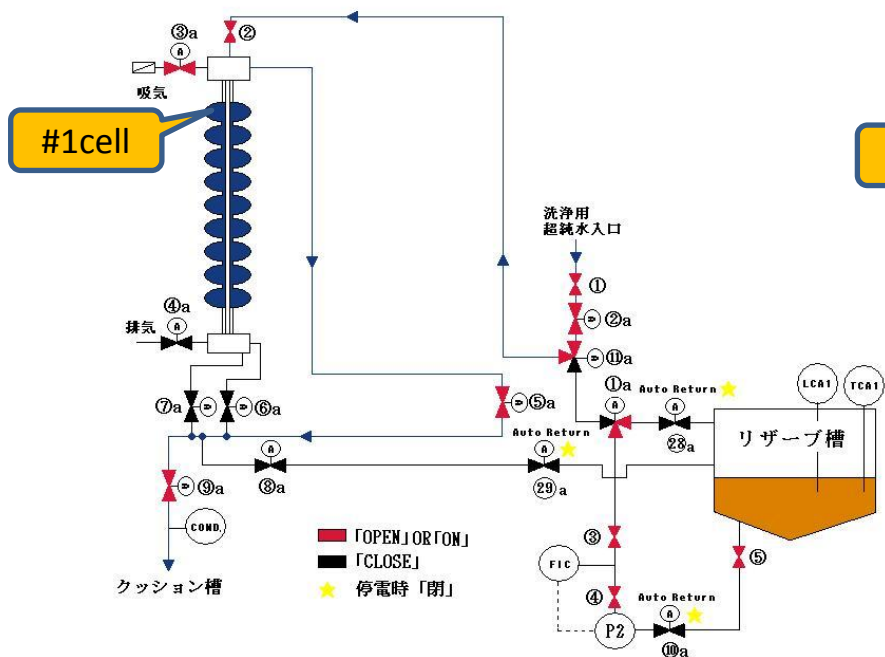 ③a
A
②
吸気
#1cell
洗浄用
超純水入口
①
②a
⑪a
④a
A
排気
①a
A
Auto Return
A
㉘a
LCA1
TCA1
リザーブ槽
⑦a
⑥a
⑤a
Auto Return
A
㉙a
A
⑧a
⑨a
COND.
クッション槽
「OPEN」OR「ON」
「CLOSE」
停電時「閉」
③
FIC
④
P2
Auto Return
A
⑩a
⑤